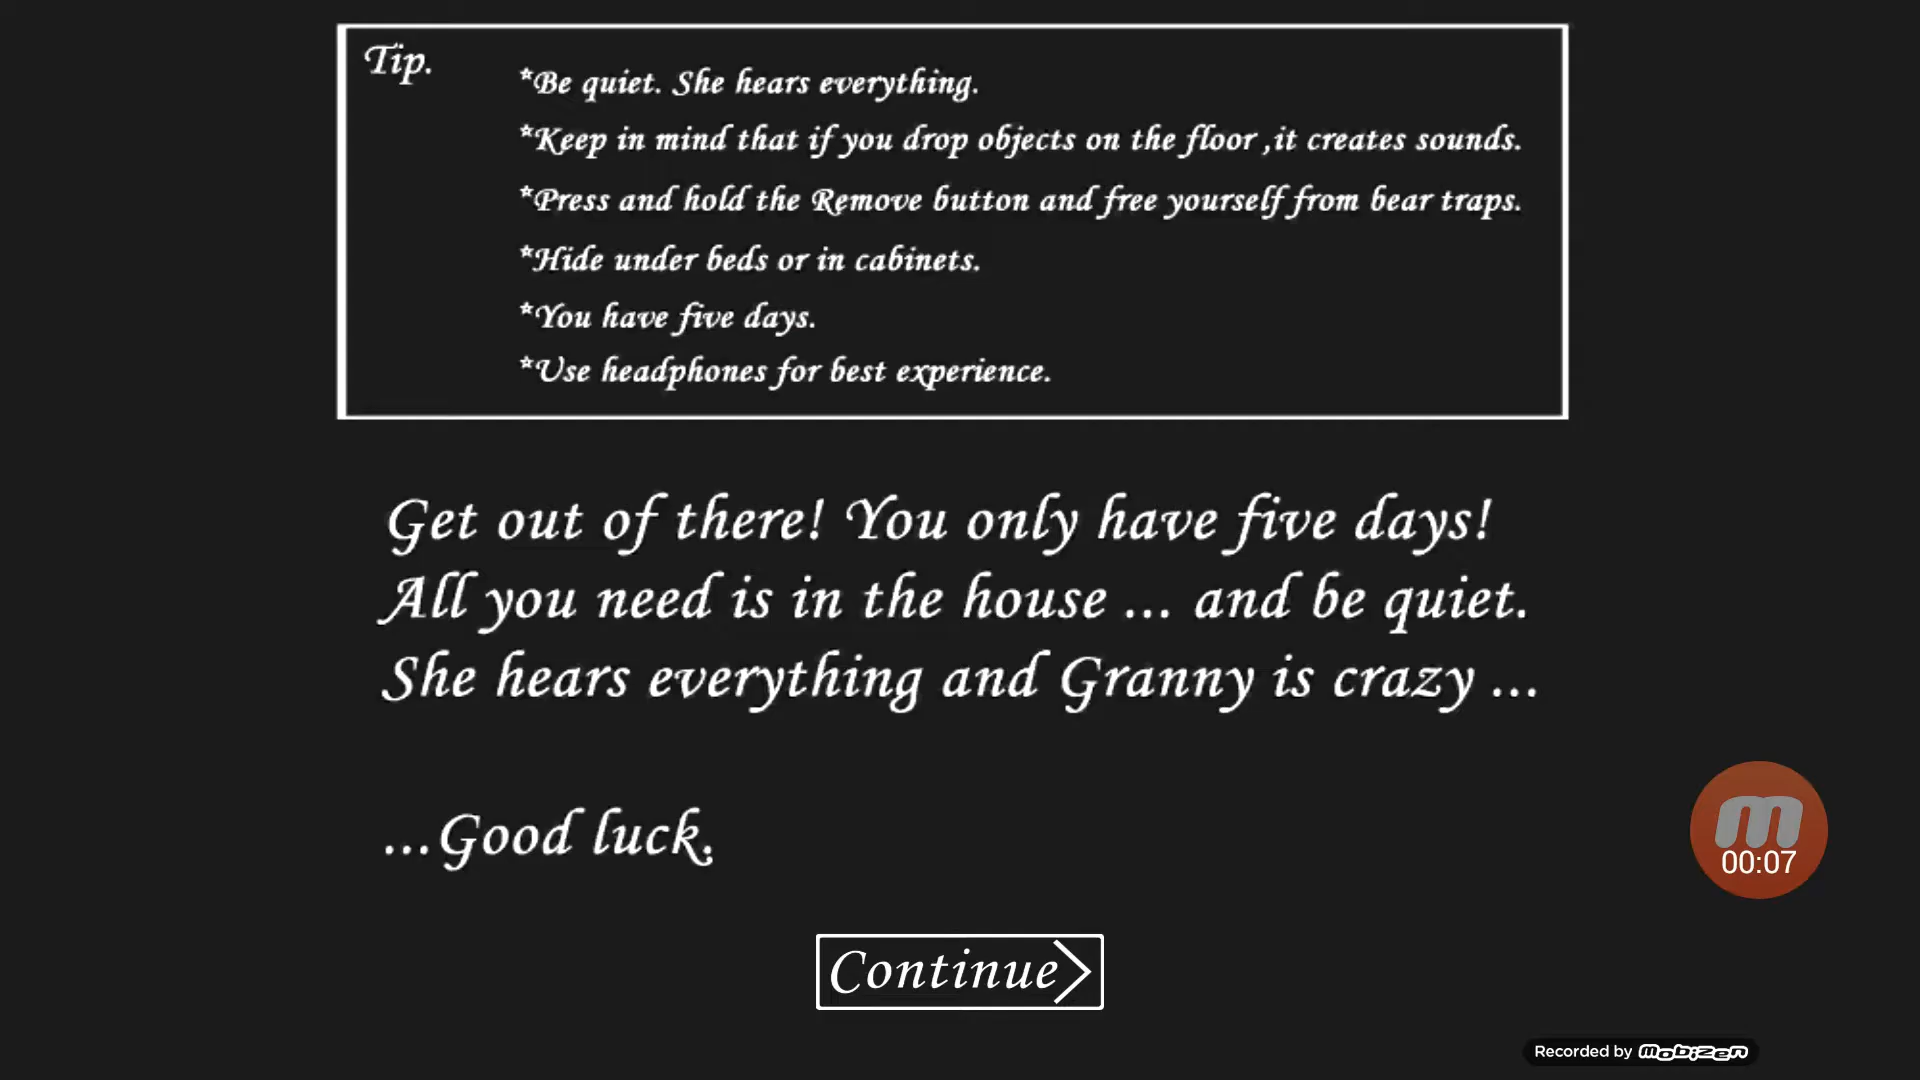 Tip.
*Be quiet. She hears everything.
*Keep in mind that if you drop objects on the floor ,it creates sounds.
*Press and hold the Remove button and free yourself from bear traps.
*Hide under beds or in cabinets.
*You have five days.
*Use headphones for best experience.
Get out of there! You only have five days!
All you need is in the house ... and be quiet.
She hears everything and Granny is crazy ...
...Good luck.
00:07
Continue
Recorded by Mobizen